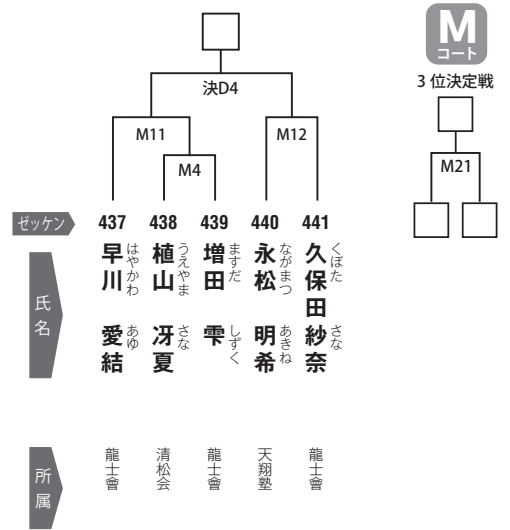 M
コート
3 位決定戦
決D4
M11
M12
M4
M21
ゼッケン
437
438
439
440
441
氏名
早川 愛結
はやかわ あゆ
植山 冴夏
うえやま さな
増田 雫
ますだ しずく
永松 明希
ながまつ あきね
久保田 紗奈
くぼた さな
所属
龍士會
清松会
龍士會
天翔塾
龍士會